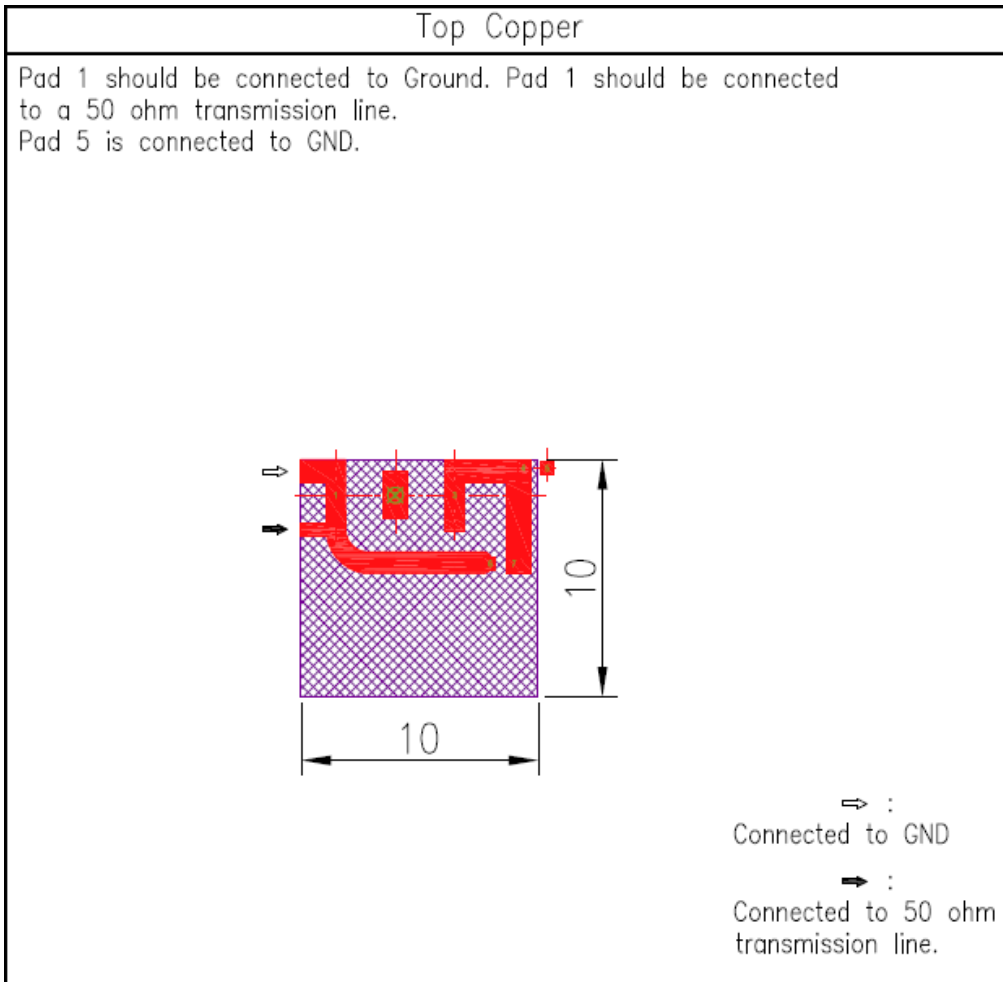 Top Copper
Pad 1 should be connected to Ground. Pad 1 should be connected
to a 50 ohm transmission line.
Pad 5 is connected to GND.
10
10
:
Connected to GND
:
Connected to 50 ohm
transmission line.